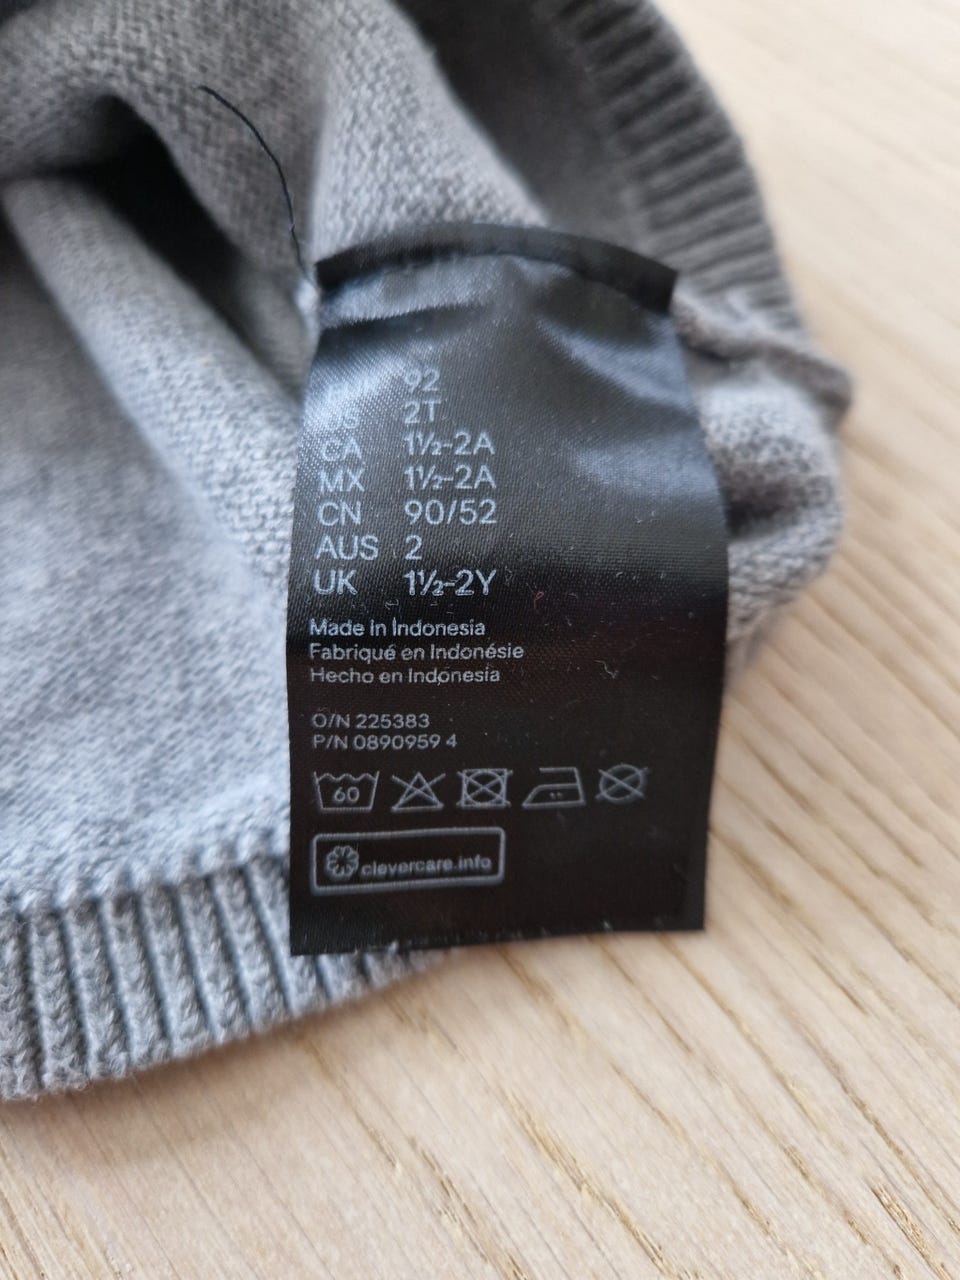 92
2T
CA 1½-2A
MX 1½-2A
CN 90/52
AUS 2
UK 1½-2Y
Made in Indonesia
Fabriqué en Indonésie
Hecho en Indonesia
O/N 225383
P/N 0890959 4
60
clevercare.info